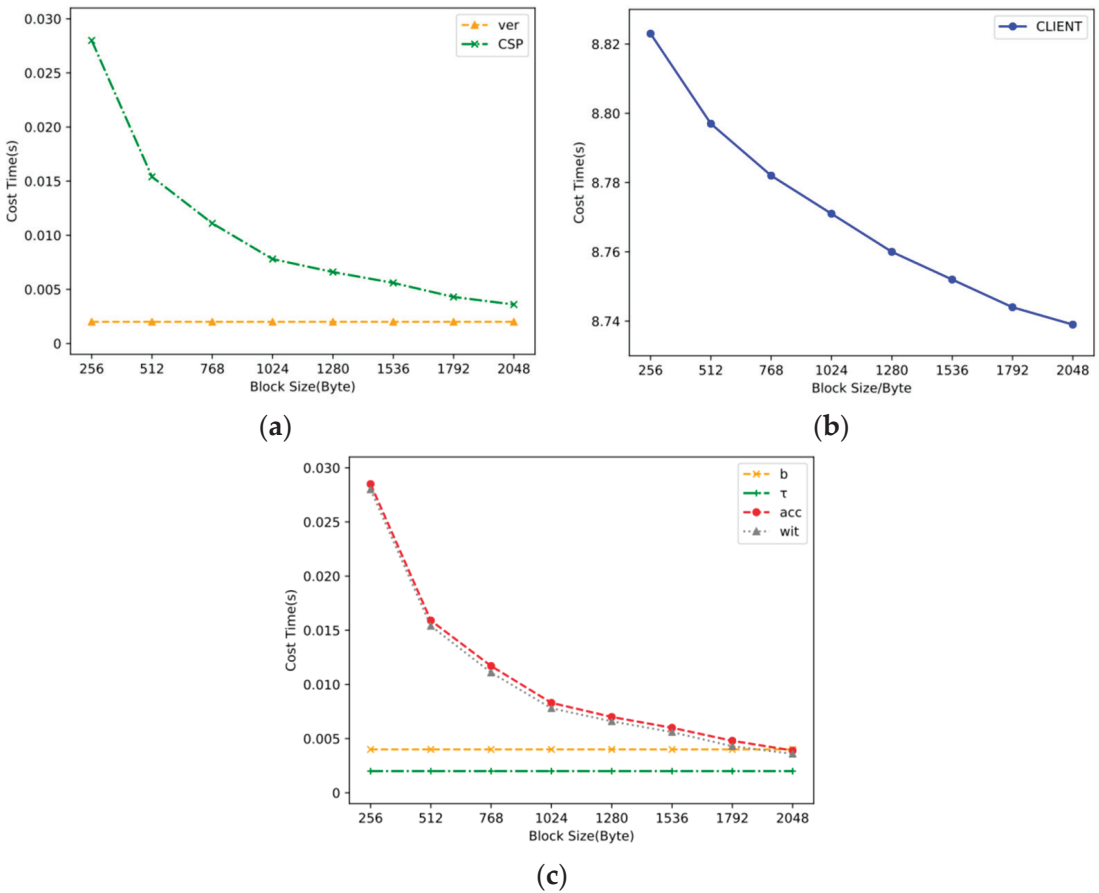 0.030
0.025
0.020
0.015
0.010
0.005
0
Cost Time(s)
ver
CSP
256 512 768 1024 1280 1536 1792 2048
Block Size(Byte)
(a)
8.82
8.80
8.78
8.76
8.74
Cost Time(s)
CLIENT
256 512 768 1024 1280 1536 1792 2048
Block Size/Byte
(b)
0.030
0.025
0.020
0.015
0.010
0.005
0
Cost Time(s)
b
τ
acc
wit
256 512 768 1024 1280 1536 1792 2048
Block Size(Byte)
(c)